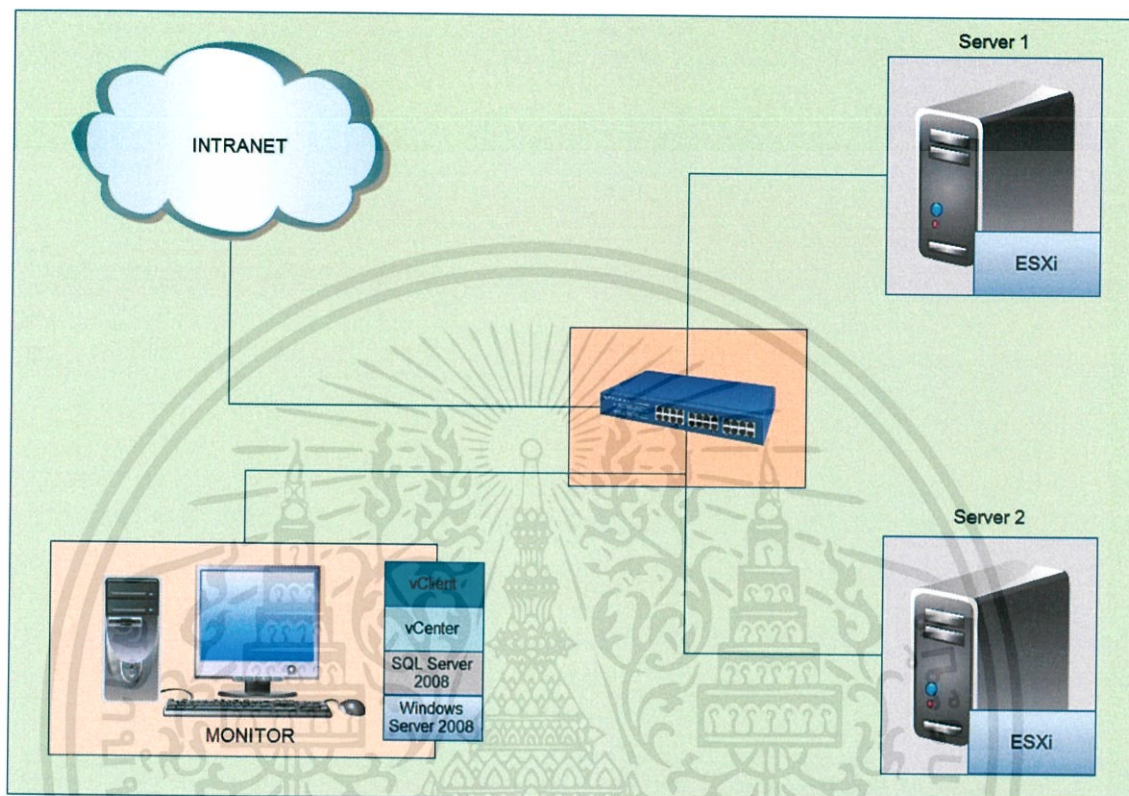 Server 1
INTRANET
ESXi
Server 2
vClient
vCenter
SQL Server
2008
Windows
Server 2008
MONITOR
ESXi